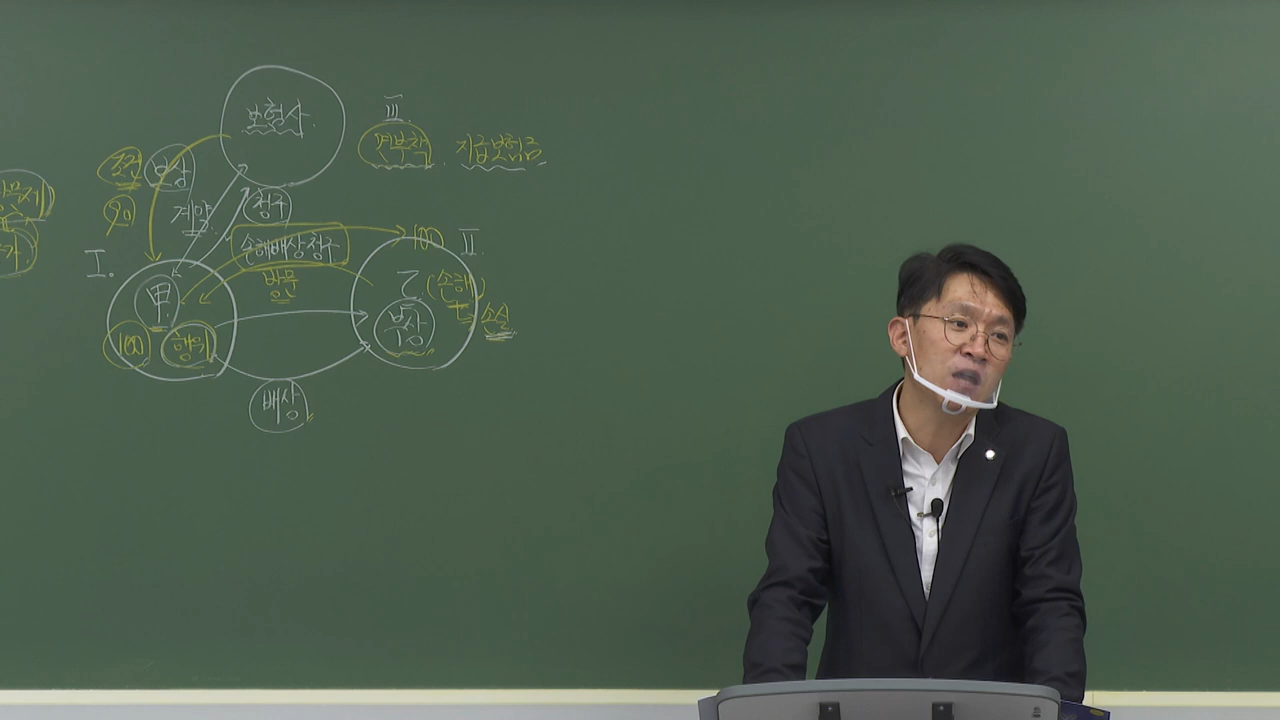 보험사
III.
면부책. 지급보험금
조건 보상
90
계약 청구
손해배상청구
방문
100 II.
I.
甲
乙 (손해)
100 행위
부상
손실
배상